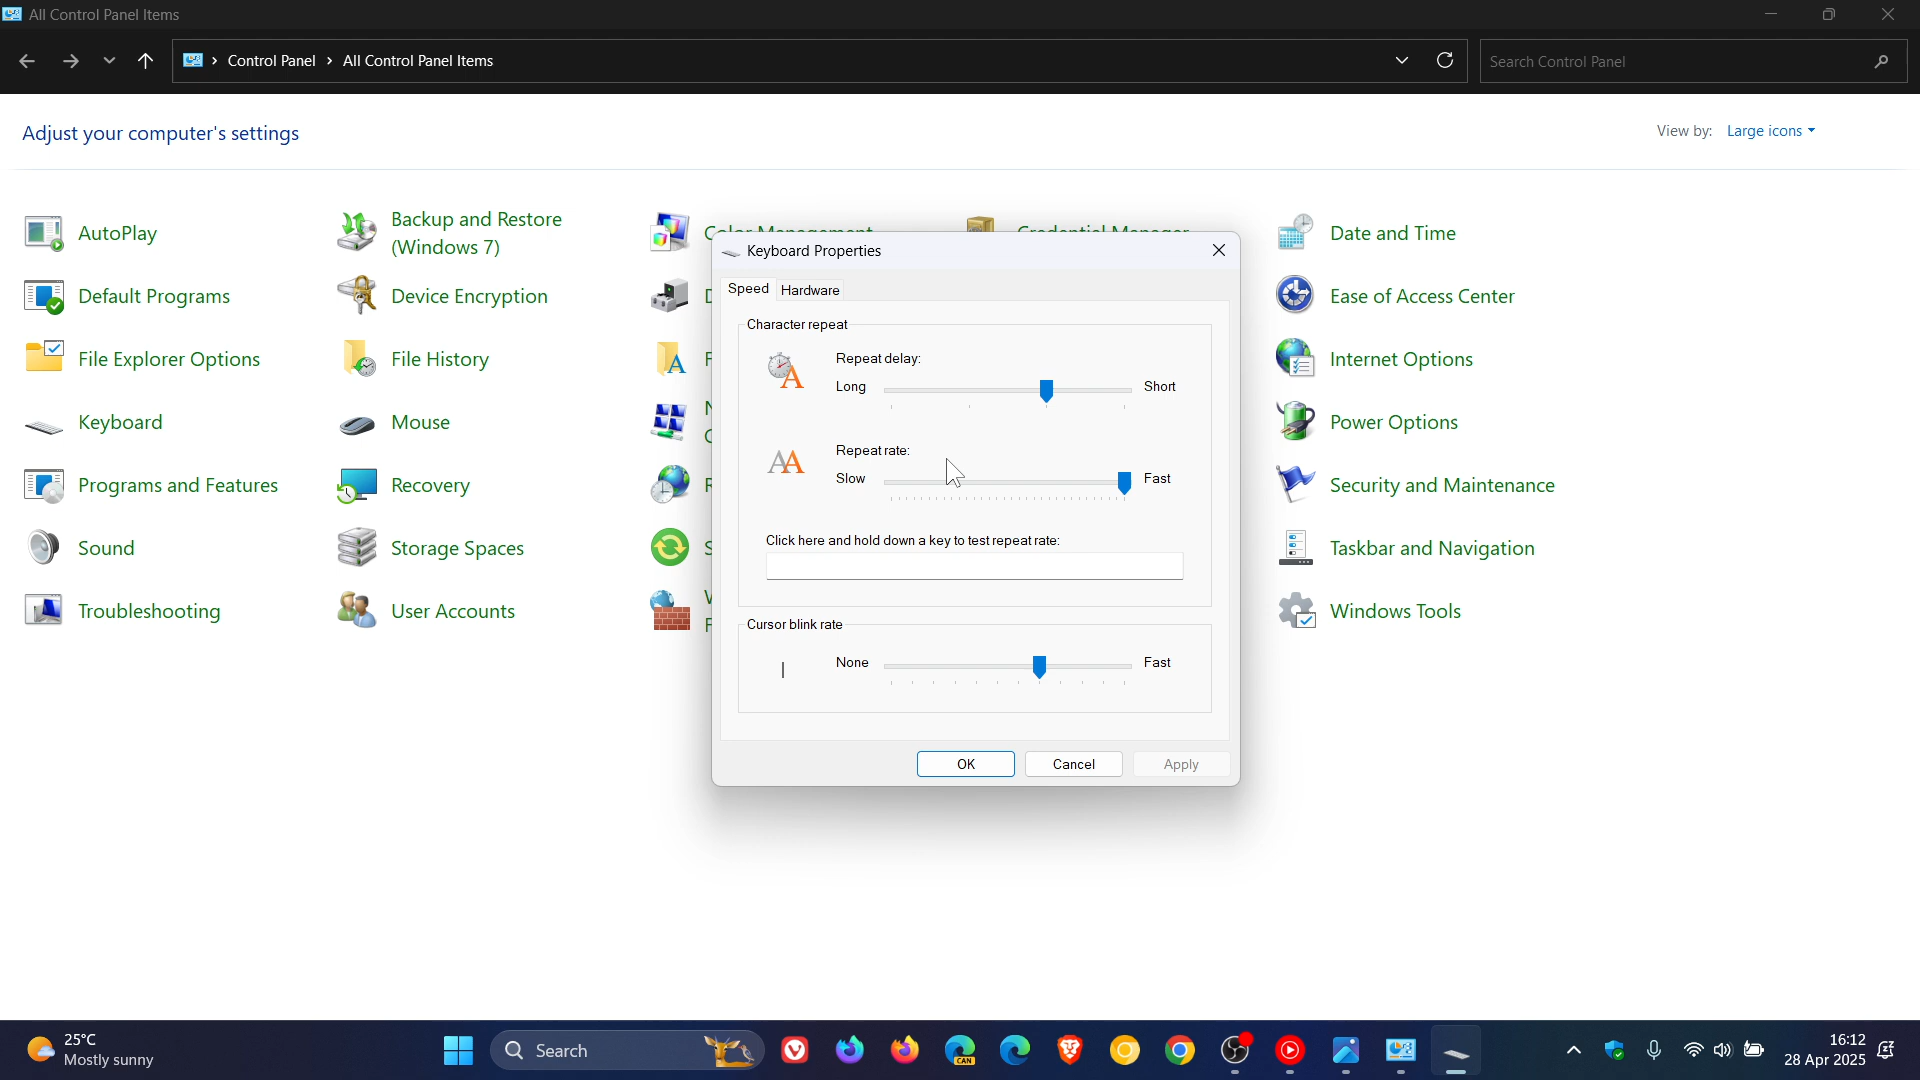 All Control Panel Items
Control Panel > All Control Panel Items
Search Control Panel
Adjust your computer's settings
View by: Large icons
AutoPlay
Backup and Restore
(Windows 7)
Color Management
Credential Manager
Date and Time
Default Programs
Device Encryption
D
Ease of Access Center
File Explorer Options
File History
F
Internet Options
Keyboard
Mouse
N
C
Power Options
Programs and Features
Recovery
R
Security and Maintenance
Sound
Storage Spaces
S
Taskbar and Navigation
Troubleshooting
User Accounts
W
F
Windows Tools
Keyboard Properties
Speed
Hardware
Character repeat
Repeat delay:
Long
Short
Repeat rate:
Slow
Fast
Click here and hold down a key to test repeat rate:
Cursor blink rate
None
Fast
OK
Cancel
Apply
25°C
Mostly sunny
Search
CAN
16:12
28 Apr 2025